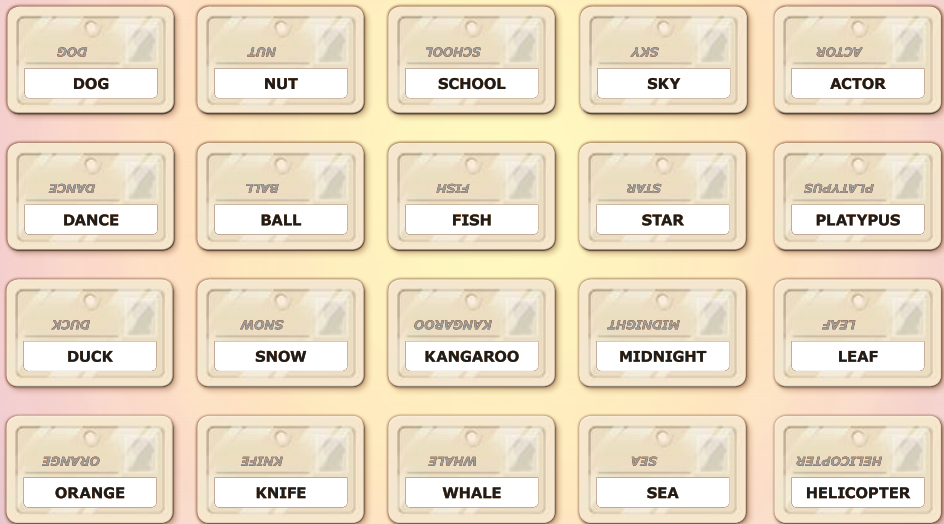 DOG NUT SCHOOL SKY ACTOR
DOG NUT SCHOOL SKY ACTOR
DANCE BALL FISH STAR PLATYPUS
DANCE BALL FISH STAR PLATYPUS
DUCK SNOW KANGAROO MIDNIGHT LEAF
DUCK SNOW KANGAROO MIDNIGHT LEAF
ORANGE KNIFE WHALE SEA HELICOPTER
ORANGE KNIFE WHALE SEA HELICOPTER